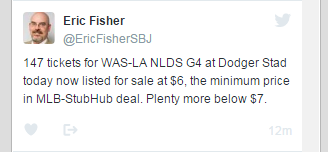 Eric Fisher
@EricFisherSBJ
147 tickets for WAS-LA NLDS G4 at Dodger Stad
today now listed for sale at $6, the minimum price
in MLB-StubHub deal. Plenty more below $7.
12m